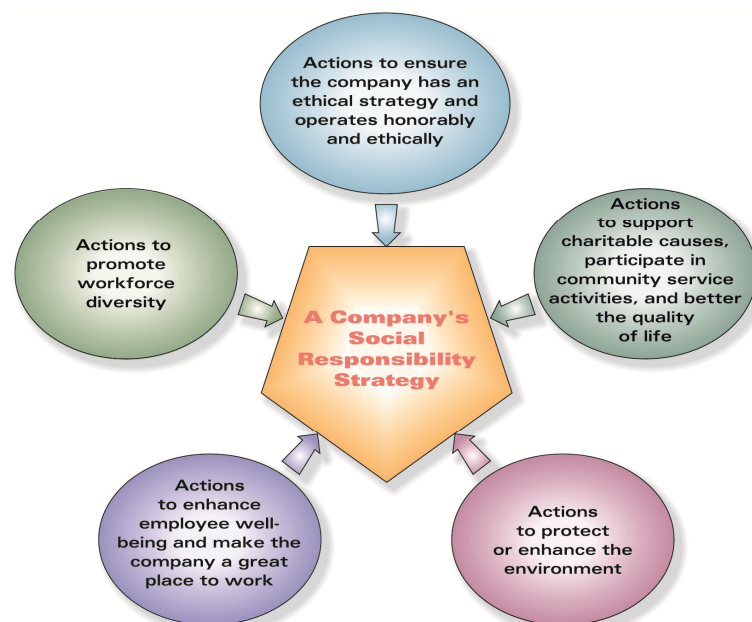 Actions to ensure
the company has an
ethical strategy and
operates honorably
and ethically
Actions to
promote
workforce
diversity
Actions
to support
charitable causes,
participate in
community service
activities, and better
the quality
of life
A Company's
Social
Responsibility
Strategy
Actions
to enhance
employee well-
being and make the
company a great
place to work
Actions
to protect
or enhance the
environment